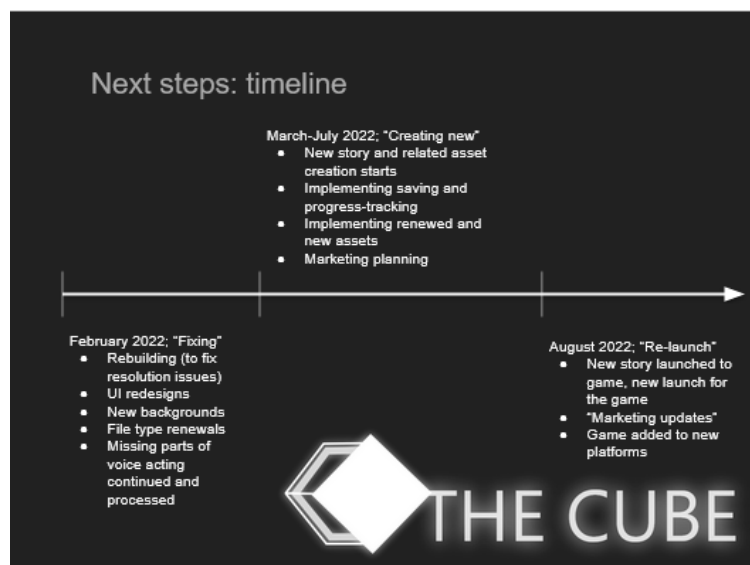 Next steps: timeline
March-July 2022; "Creating new"
● New story and related asset
creation starts
● Implementing saving and
progress-tracking
● Implementing renewed and
new assets
● Marketing planning
February 2022; "Fixing"
● Rebuilding (to fix
resolution issues)
● UI redesigns
● New backgrounds
● File type renewals
● Missing parts of
voice acting
continued and
processed
August 2022; "Re-launch"
● New story launched to
game, new launch for
the game
● "Marketing updates"
● Game added to new
platforms
THE CUBE